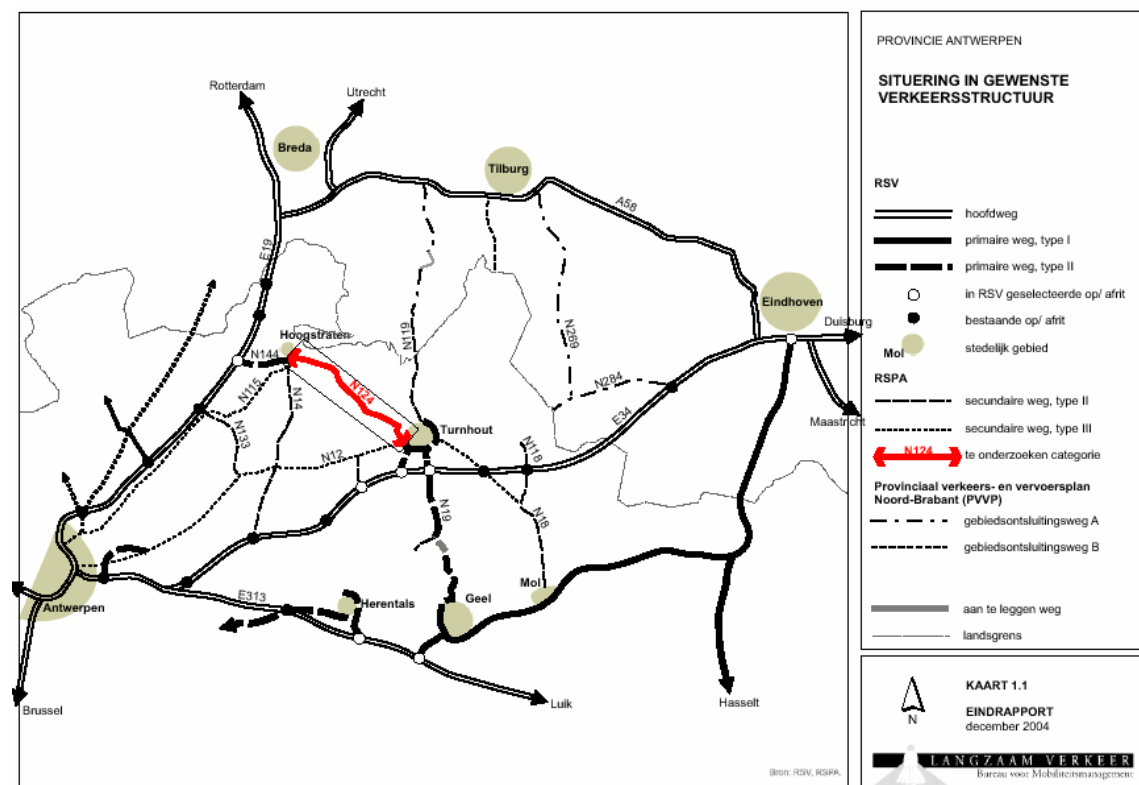 Rotterdam
Utrecht
Breda
Tilburg
A58
E19
Eindhoven
Duisburg
Maastricht
Hoogstraten
N144
N115
N14
N133
N124
N119
N269
N284
E34
Turnhout
N12
N118
N19
N18
Mol
Geel
Herentals
E313
Antwerpen
Brussel
Luik
Hasselt
Bron: RSV, RSPA.
PROVINCIE ANTWERPEN
SITUERING IN GEWENSTE
VERKEERSSTRUCTUUR
RSV
hoofdweg
primaire weg, type I
primaire weg, type II
in RSV geselecteerde op/ afrit
bestaande op/ afrit
Mol stedelijk gebied
RSPA
secundaire weg, type II
secundaire weg, type III
N124 te onderzoeken categorie
Provinciaal verkeers- en vervoersplan
Noord-Brabant (PVVP)
gebiedsontsluitingsweg A
gebiedsontsluitingsweg B
aan te leggen weg
landsgrens
N
KAART 1.1
EINDRAPPORT
december 2004
LANGZAAM VERKEER
Bureau voor Mobiliteitsmanagement